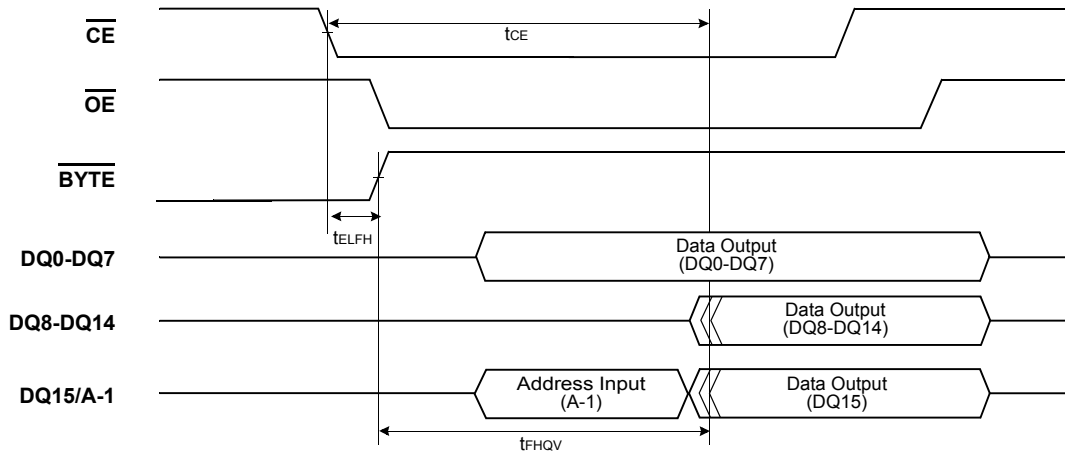 CE
tCE
OE
BYTE
tELFH
DQ0-DQ7
Data Output
(DQ0-DQ7)
DQ8-DQ14
Data Output
(DQ8-DQ14)
DQ15/A-1
Address Input
(A-1)
Data Output
(DQ15)
tFHQV